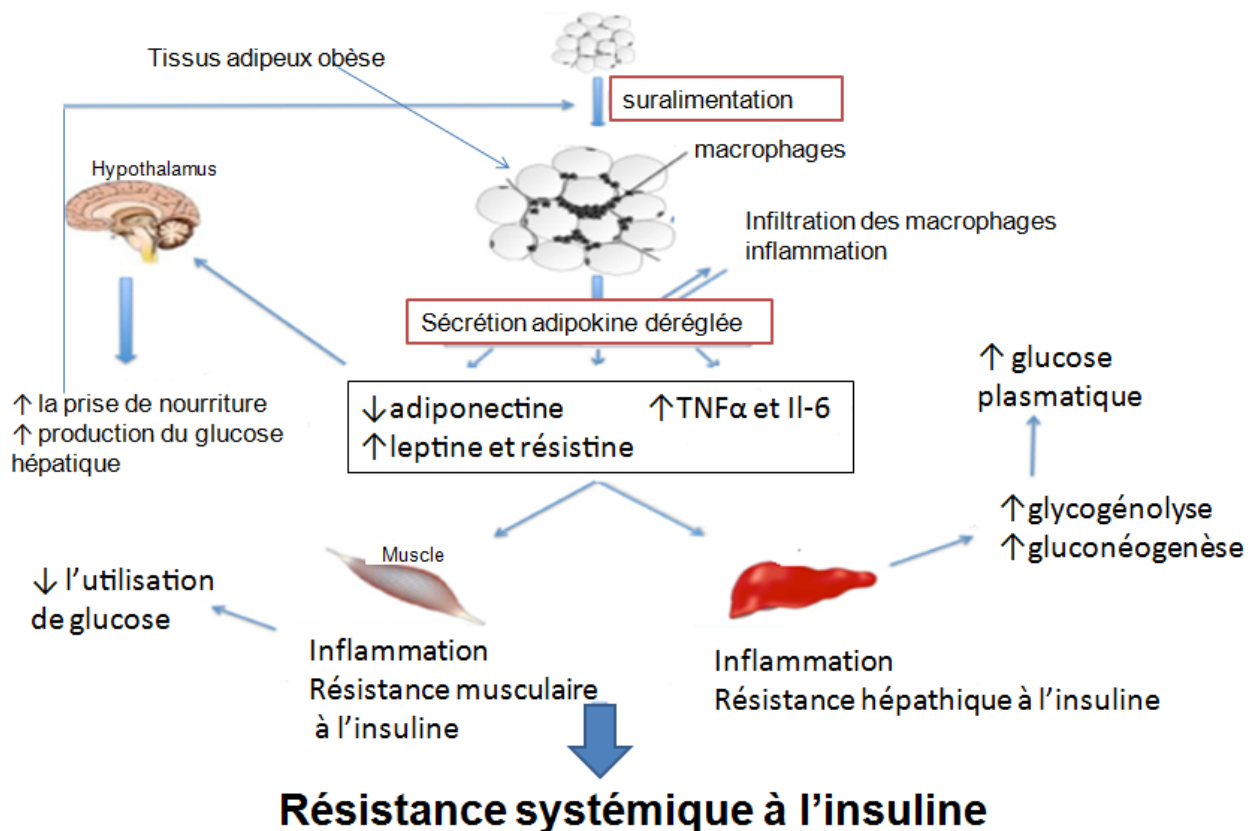 Tissus adipeux obèse
suralimentation
macrophages
Hypothalamus
Infiltration des macrophages
inflammation
Sécrétion adipokine déréglée
↑ la prise de nourriture
↑ production du glucose
hépatique
↓adiponectine ↑TNFα et Il-6
↑leptine et résistine
↑ glucose
plasmatique
↑glycogénolyse
↑gluconéogenèse
Muscle
↓ l’utilisation
de glucose
Inflammation
Résistance musculaire
à l’insuline
Inflammation
Résistance hépathique à l’insuline
Résistance systémique à l’insuline